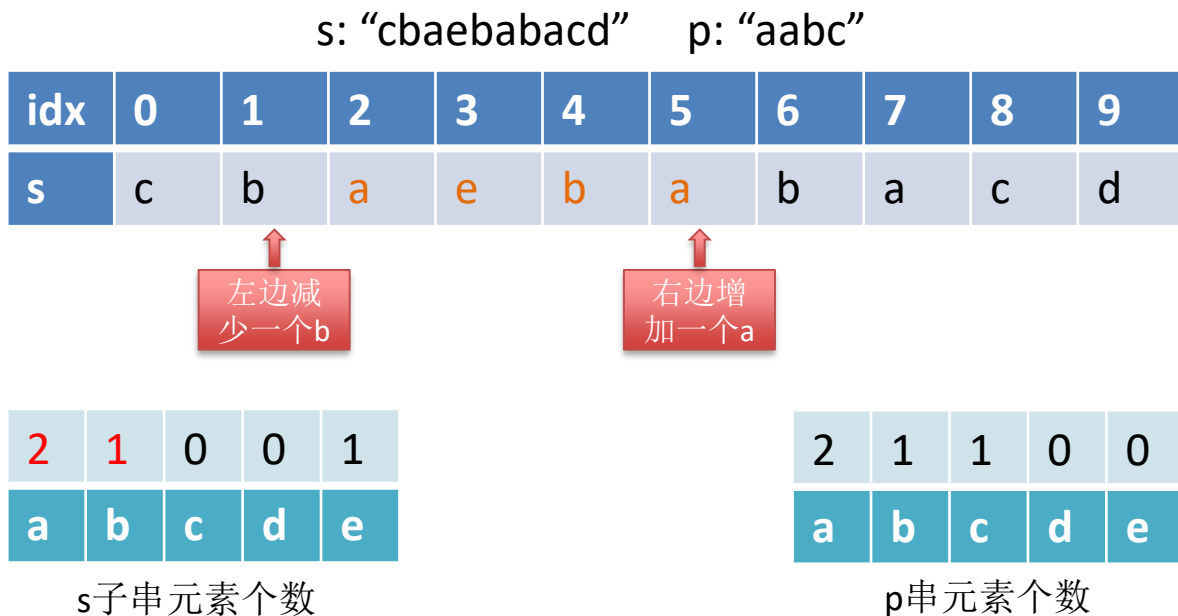 s: “cbaebabacd” p: “aabc”
idx 0 1 2 3 4 5 6 7 8 9
s c b a e b a b a c d
左边减
少一个b
右边增
加一个a
2 1 0 0 1
a b c d e
s子串元素个数
2 1 1 0 0
a b c d e
p串元素个数